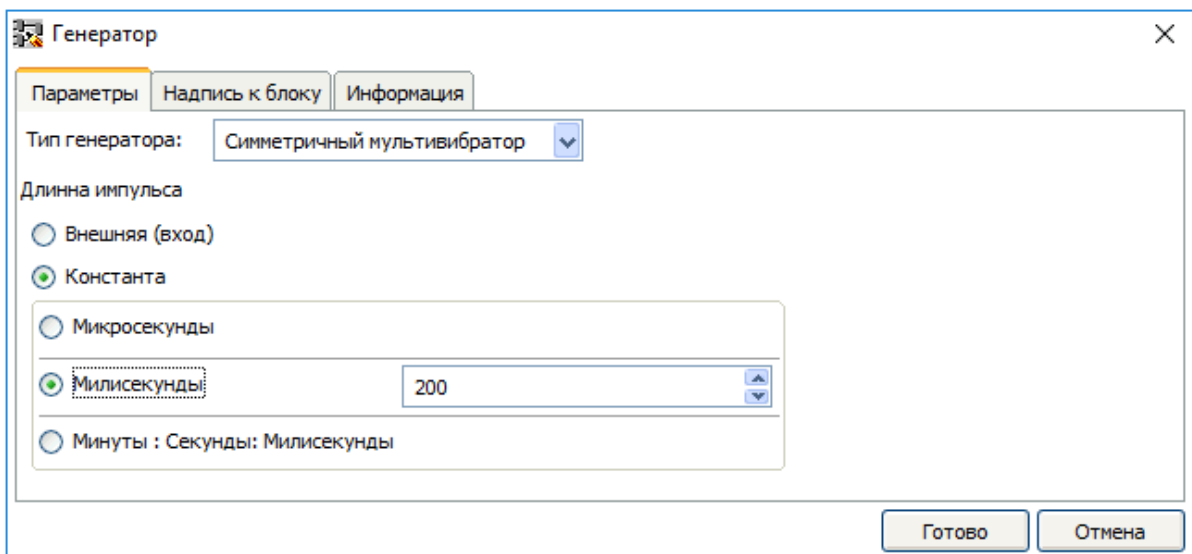 Генератор
Параметры Надпись к блоку Информация
Тип генератора: Симметричный мультивибратор
Длинна импульса
Внешняя (вход)
Константа
Микросекунды
Милисекунды 200
Минуты : Секунды: Милисекунды
Готово Отмена